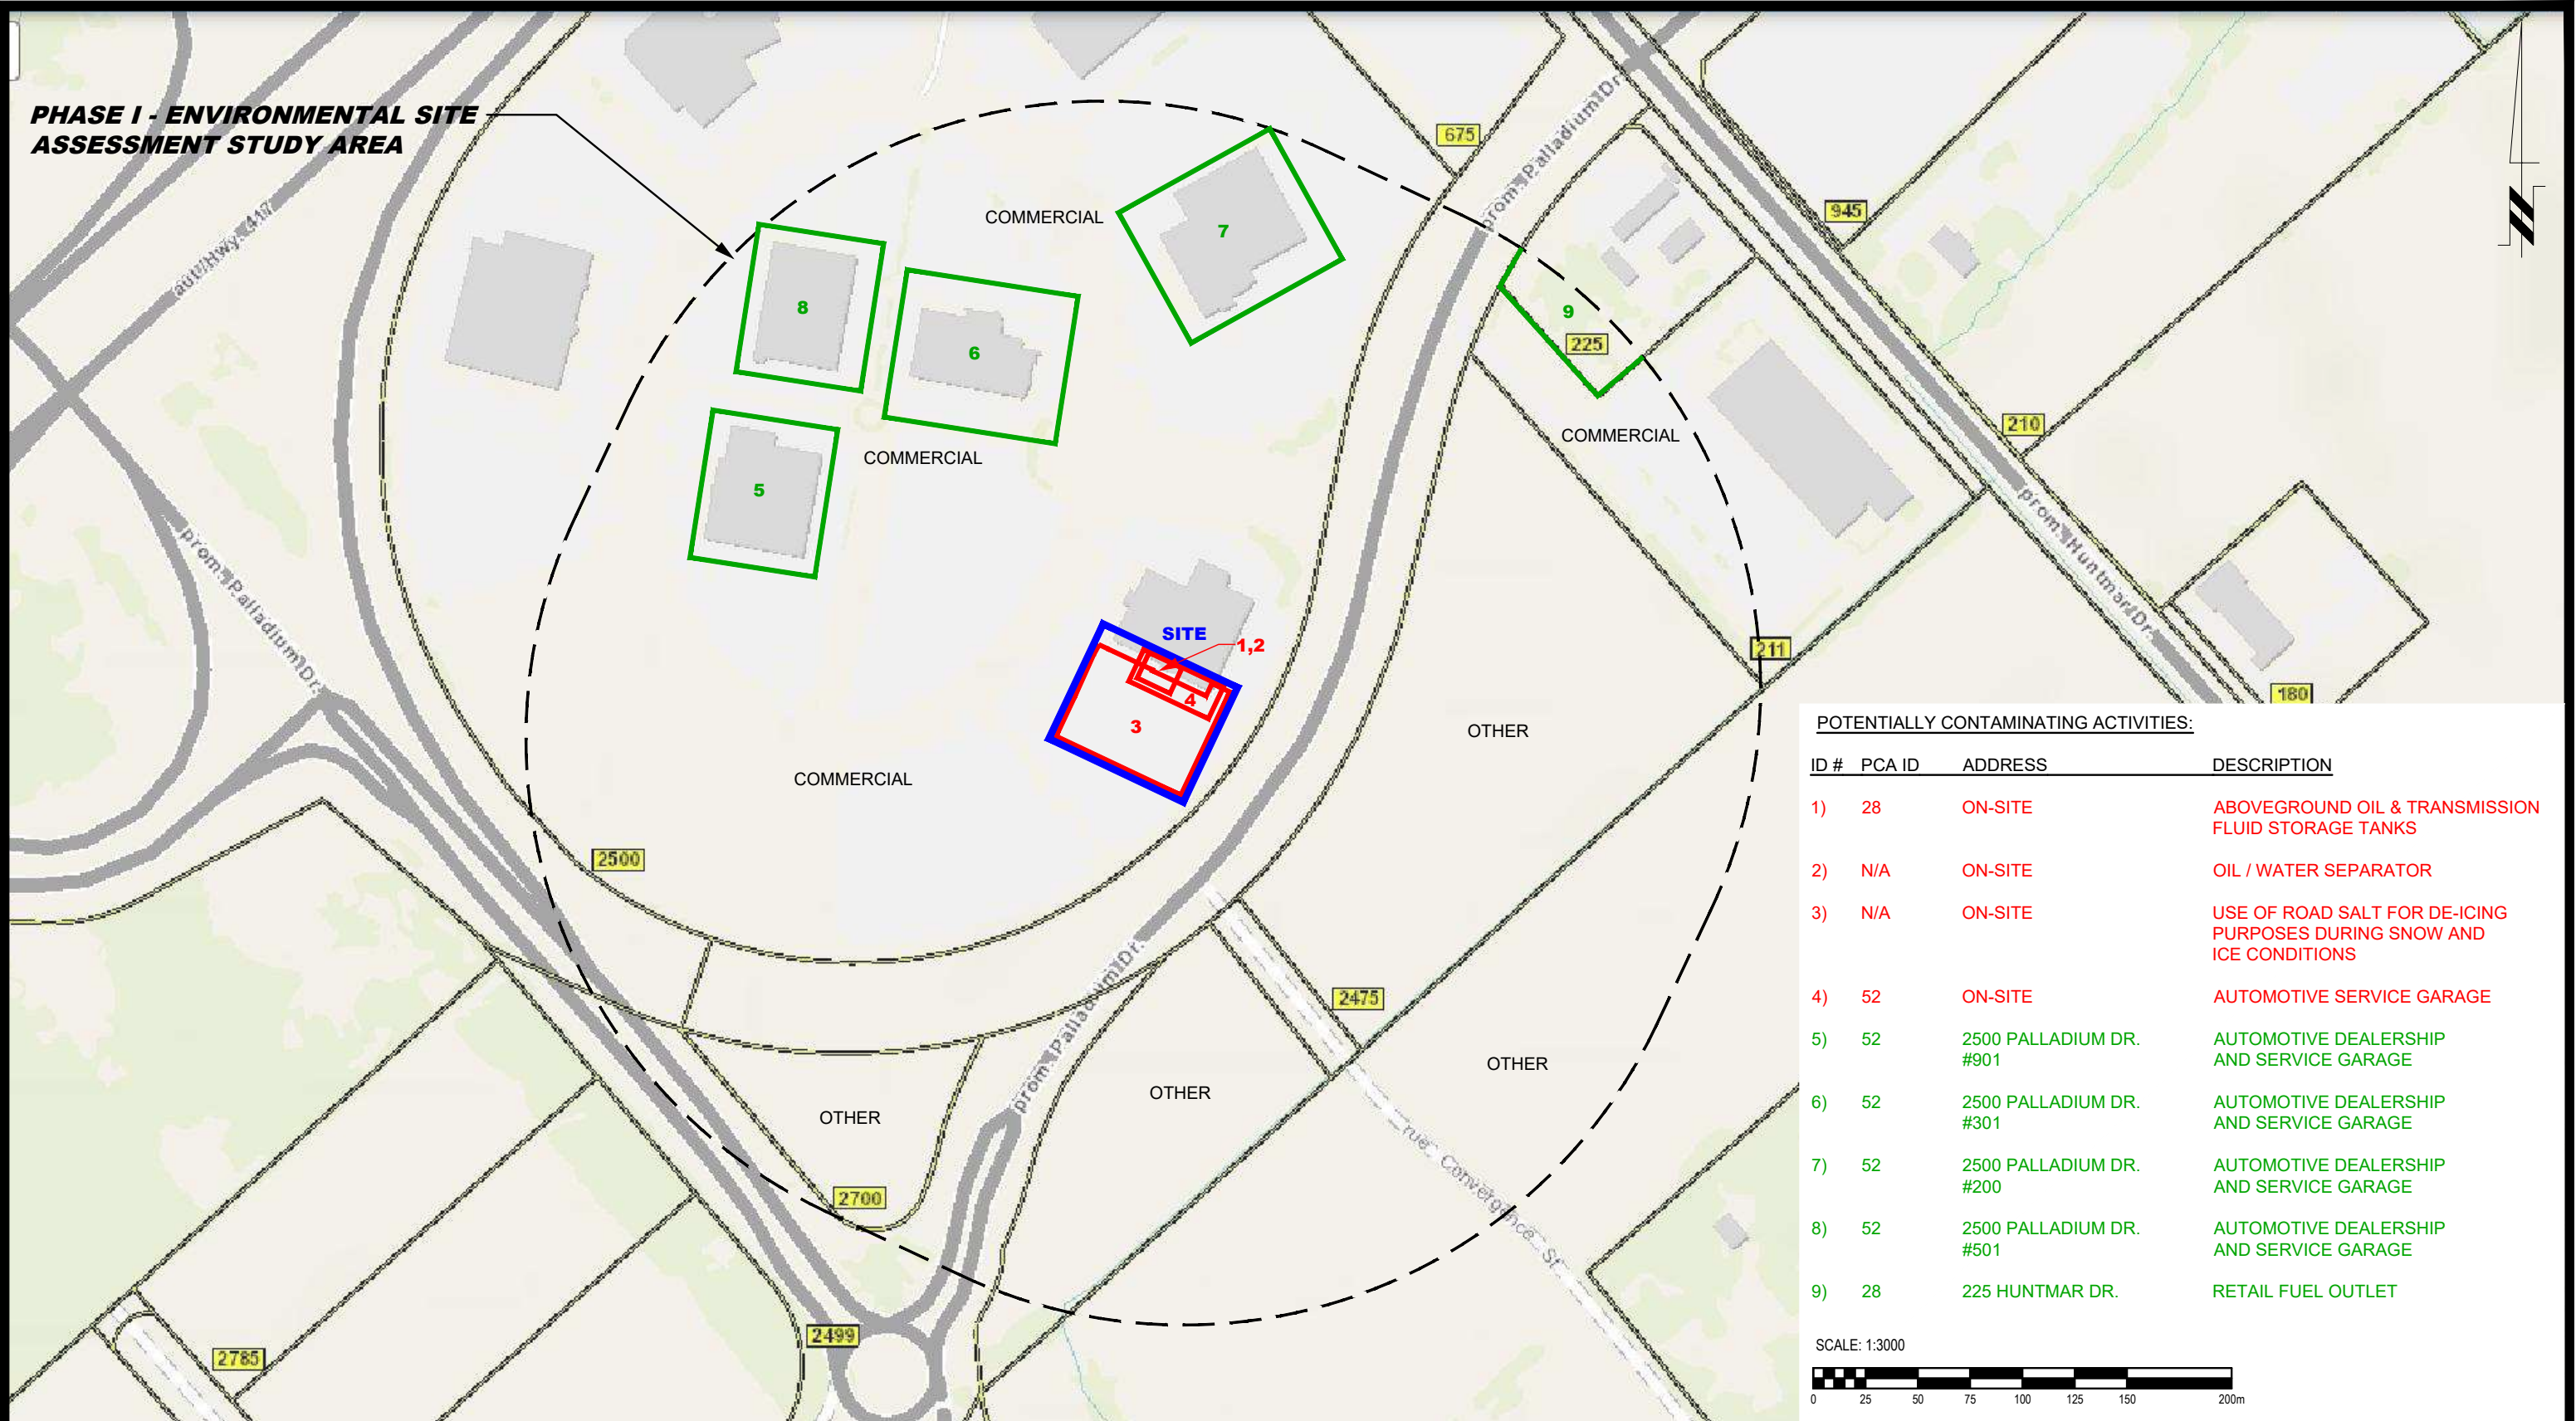 PHASE I - ENVIRONMENTAL SITE
ASSESSMENT STUDY AREA
aut./Hwy. 417
prom. Palladium Dr.
675
945
COMMERCIAL
7
8
9
6
225
210
COMMERCIAL
COMMERCIAL
5
prom. Huntmar Dr.
prom. Palladium Dr.
SITE
1,2
211
4
180
3
OTHER
COMMERCIAL
2500
prom. Palladium Dr.
2475
OTHER
OTHER
OTHER
rue Convergence St.
2700
2499
2785
POTENTIALLY CONTAMINATING ACTIVITIES:
ID # PCA ID ADDRESS DESCRIPTION
1) 28 ON-SITE ABOVEGROUND OIL & TRANSMISSION
FLUID STORAGE TANKS
2) N/A ON-SITE OIL / WATER SEPARATOR
3) N/A ON-SITE USE OF ROAD SALT FOR DE-ICING
PURPOSES DURING SNOW AND
ICE CONDITIONS
4) 52 ON-SITE AUTOMOTIVE SERVICE GARAGE
5) 52 2500 PALLADIUM DR. AUTOMOTIVE DEALERSHIP
#901 AND SERVICE GARAGE
6) 52 2500 PALLADIUM DR. AUTOMOTIVE DEALERSHIP
#301 AND SERVICE GARAGE
7) 52 2500 PALLADIUM DR. AUTOMOTIVE DEALERSHIP
#200 AND SERVICE GARAGE
8) 52 2500 PALLADIUM DR. AUTOMOTIVE DEALERSHIP
#501 AND SERVICE GARAGE
9) 28 225 HUNTMAR DR. RETAIL FUEL OUTLET
SCALE: 1:3000
0 25 50 75 100 125 150 200m